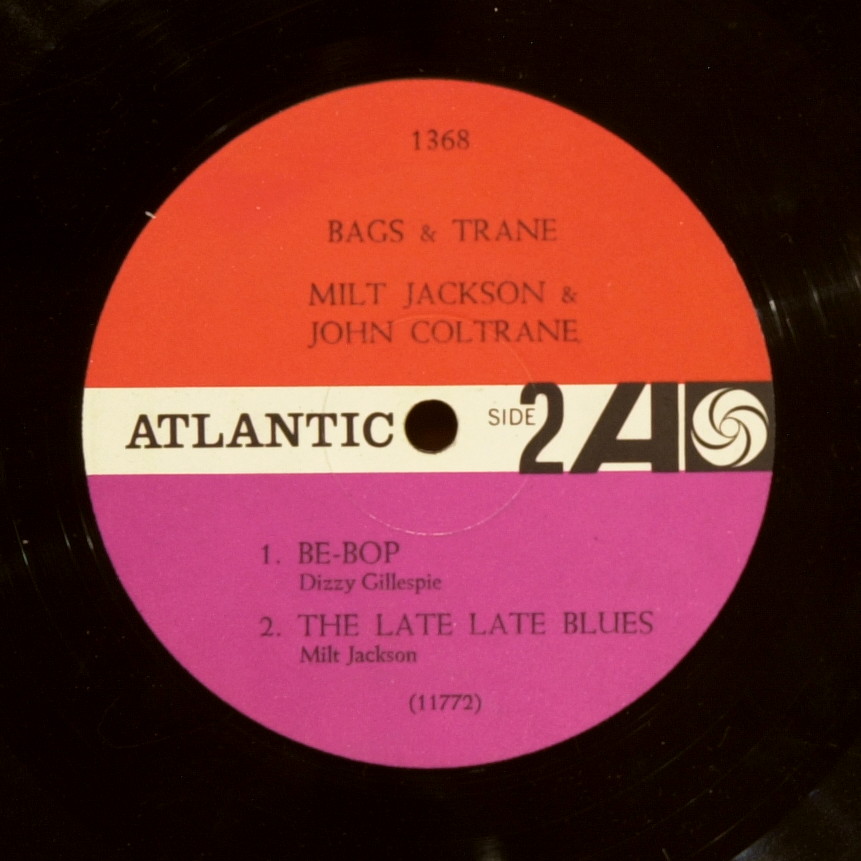 1368
BAGS & TRANE
MILT JACKSON &
JOHN COLTRANE
ATLANTIC SIDE 2 A
1. BE-BOP
Dizzy Gillespie
2. THE LATE LATE BLUES
Milt Jackson
(11772)